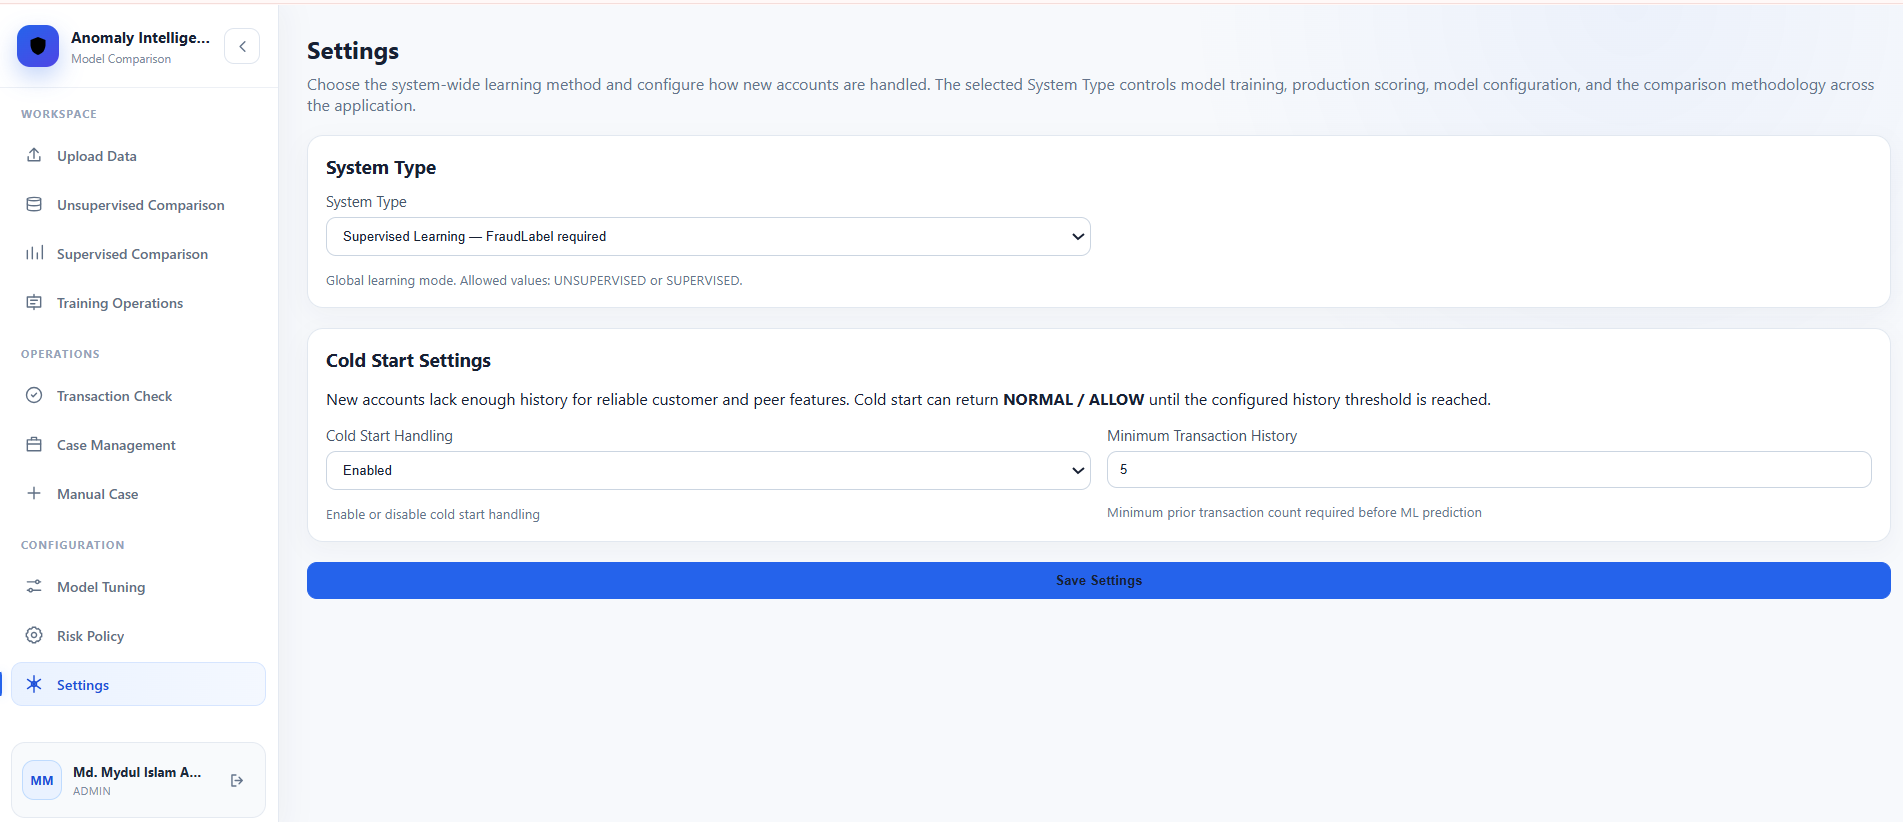 Anomaly Intellige...
Model Comparison
WORKSPACE
Upload Data
Unsupervised Comparison
Supervised Comparison
Training Operations
OPERATIONS
Transaction Check
Case Management
Manual Case
CONFIGURATION
Model Tuning
Risk Policy
Settings
MM
Md. Mydul Islam A...
ADMIN
Settings
Choose the system-wide learning method and configure how new accounts are handled. The selected System Type controls model training, production scoring, model configuration, and the comparison methodology across
the application.
System Type
System Type
Supervised Learning — FraudLabel required
Global learning mode. Allowed values: UNSUPERVISED or SUPERVISED.
Cold Start Settings
New accounts lack enough history for reliable customer and peer features. Cold start can return NORMAL / ALLOW until the configured history threshold is reached.
Cold Start Handling
Enabled
Enable or disable cold start handling
Minimum Transaction History
5
Minimum prior transaction count required before ML prediction
Save Settings